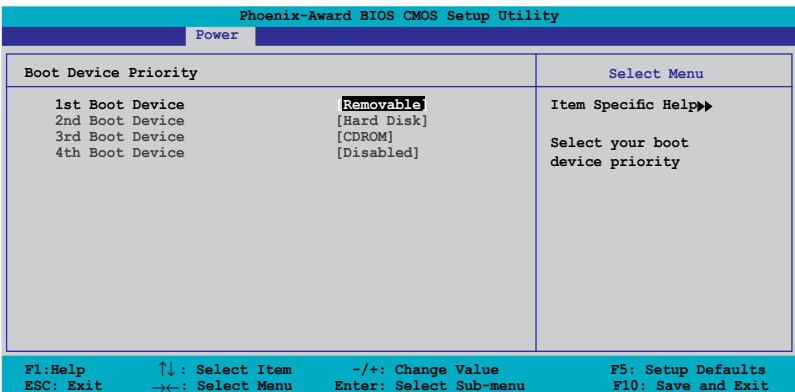 Phoenix-Award BIOS CMOS Setup Utility
Power
Boot Device Priority
Select Menu
1st Boot Device [Removable]
2nd Boot Device [Hard Disk]
3rd Boot Device [CDROM]
4th Boot Device [Disabled]
Item Specific Help▶▶
Select your boot
device priority
F1:Help ↑↓ : Select Item -/+: Change Value F5: Setup Defaults
ESC: Exit →←: Select Menu Enter: Select Sub-menu F10: Save and Exit